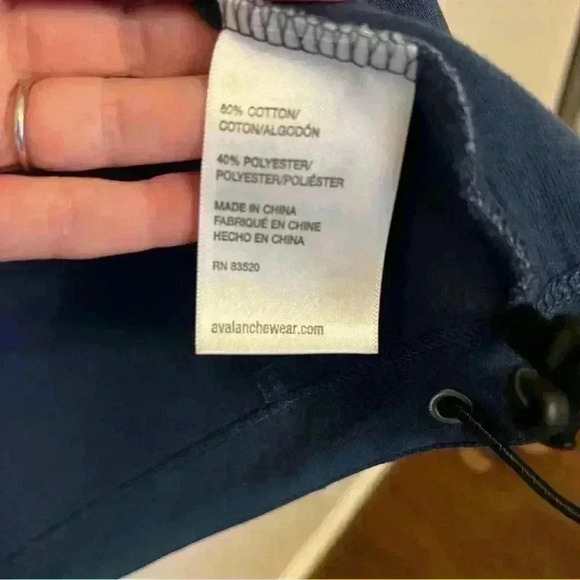 60% COTTON/
COTON/ALGODÓN
40% POLYESTER/
POLYESTER/POLIÉSTER
MADE IN CHINA
FABRIQUÉ EN CHINE
HECHO EN CHINA
RN 83520
avalanchewear.com